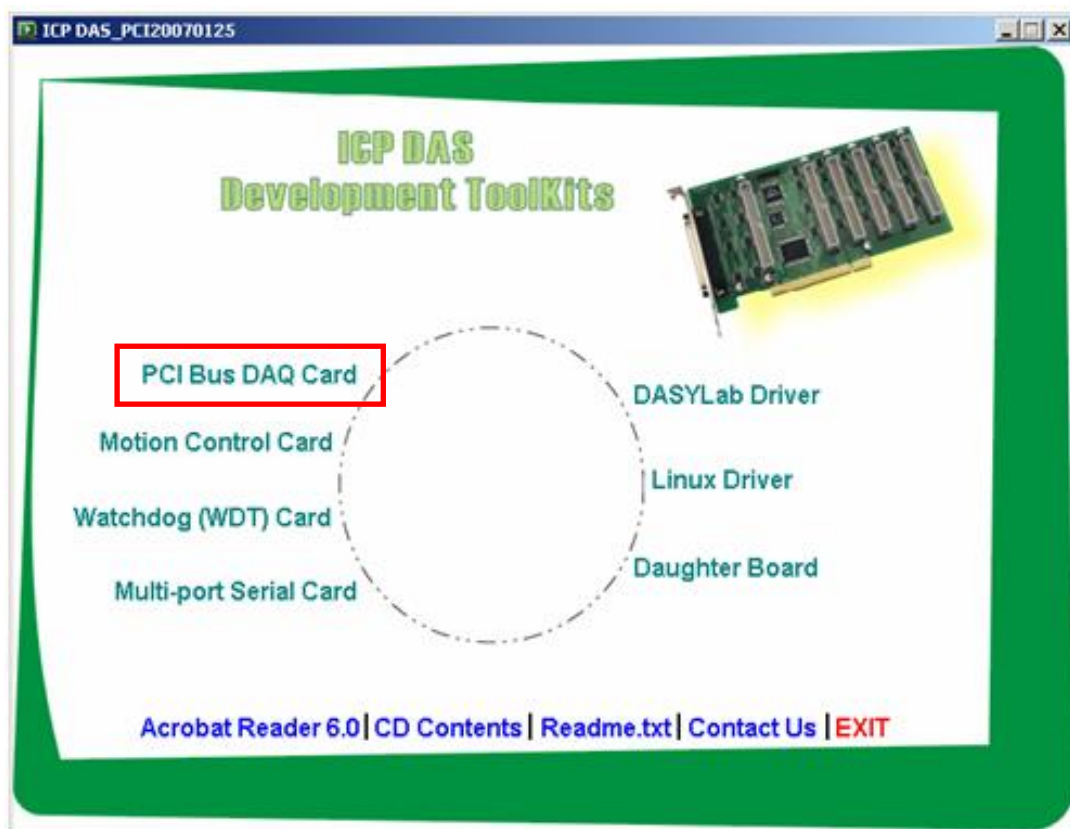 ICP DAS_PCI20070125
ICP DAS
Development ToolKits
PCI Bus DAQ Card
Motion Control Card
Watchdog (WDT) Card
Multi-port Serial Card
DASYLab Driver
Linux Driver
Daughter Board
Acrobat Reader 6.0|CD Contents|Readme.txt|Contact Us|EXIT